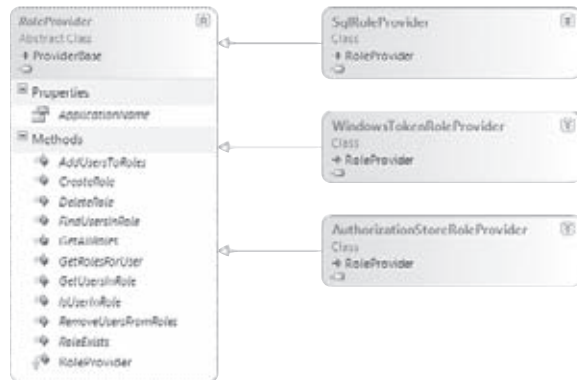 RoleProvider
Abstract Class
ProviderBase
Properties
ApplicationName
Methods
AddUsersToRoles
CreateRole
DeleteRole
FindUsersInRole
GetAllRoles
GetRolesForUser
GetUsersInRole
IsUserInRole
RemoveUsersFromRoles
RoleExists
RoleProvider
SqlRoleProvider
Class
RoleProvider
WindowsTokenRoleProvider
Class
RoleProvider
AuthorizationStoreRoleProvider
Class
RoleProvider